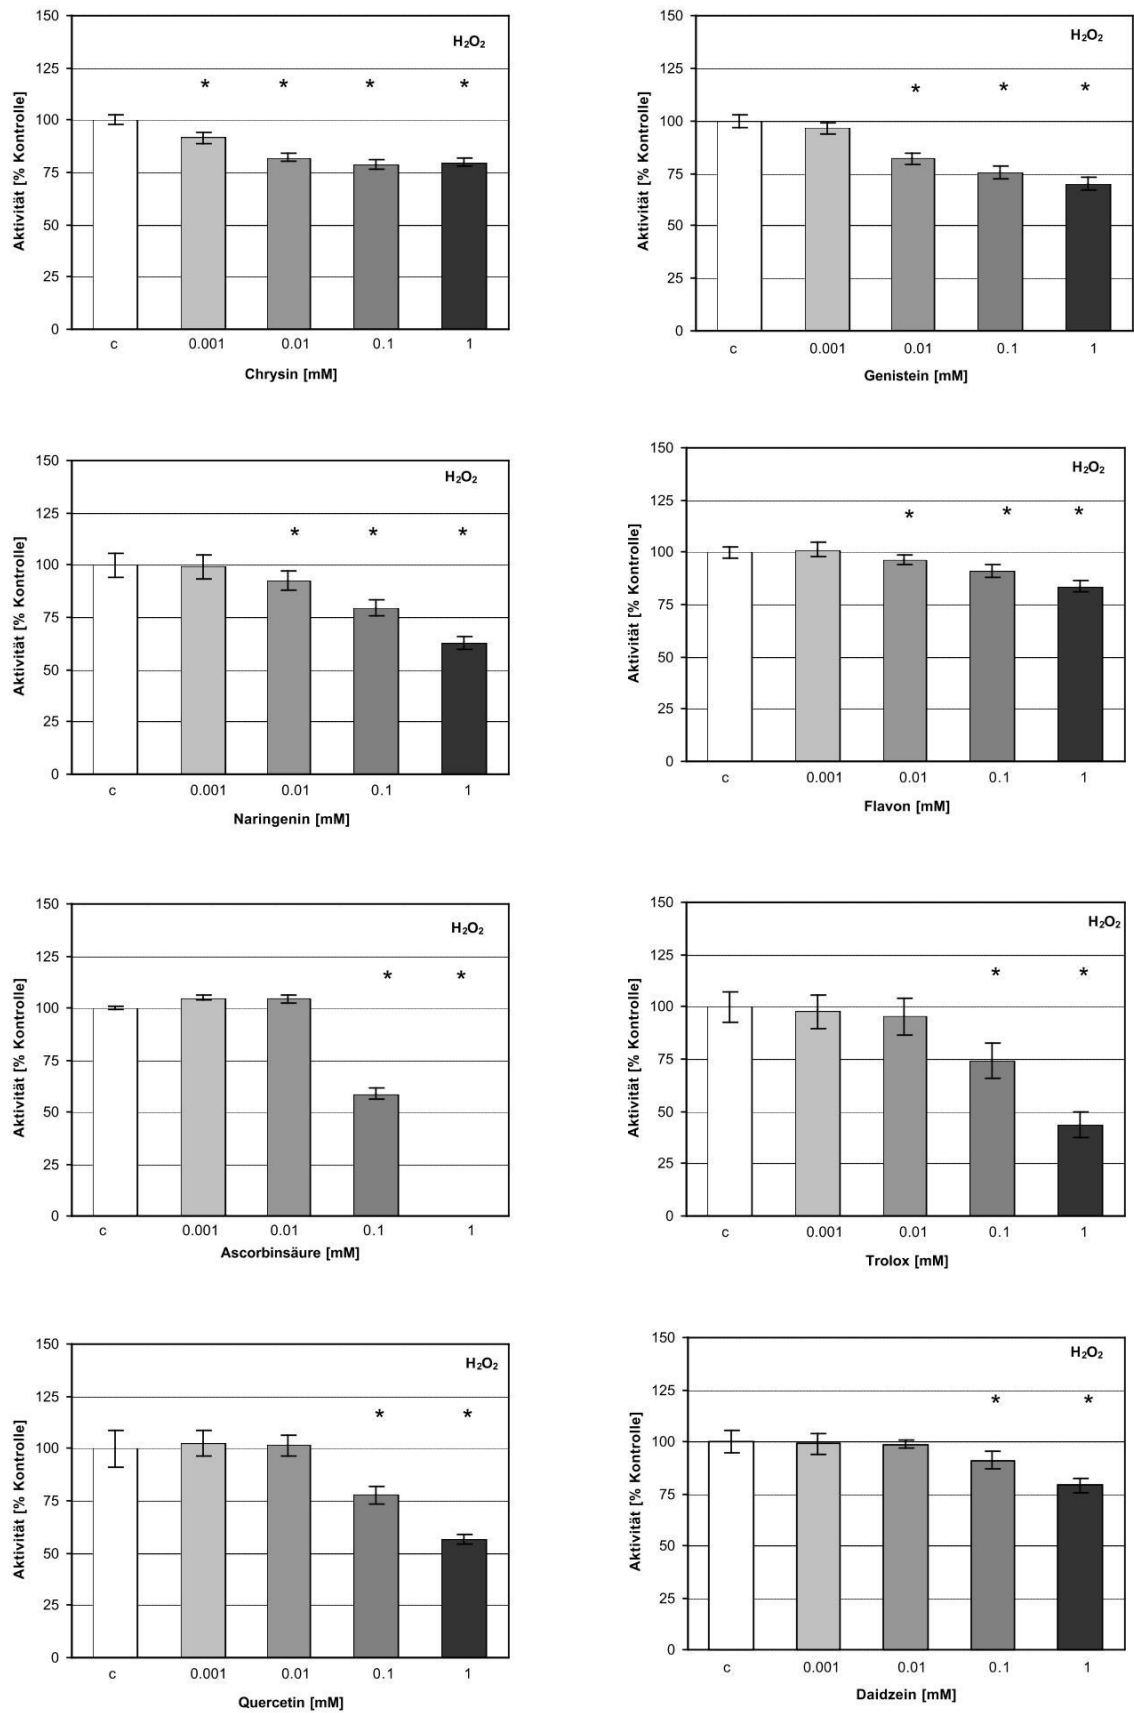 150
H₂O₂
125
* * * *
100
75
50
25
0
Aktivität [% Kontrolle]
c 0.001 0.01 0.1 1
Chrysin [mM]
150
H₂O₂
125
* * *
100
75
50
25
0
Aktivität [% Kontrolle]
c 0.001 0.01 0.1 1
Genistein [mM]
150
H₂O₂
125
* * *
100
75
50
25
0
Aktivität [% Kontrolle]
c 0.001 0.01 0.1 1
Naringenin [mM]
150
H₂O₂
125
* * *
100
75
50
25
0
Aktivität [% Kontrolle]
c 0.001 0.01 0.1 1
Flavon [mM]
150
H₂O₂
125
* *
100
75
50
25
0
Aktivität [% Kontrolle]
c 0.001 0.01 0.1 1
Ascorbinsäure [mM]
150
H₂O₂
125
* *
100
75
50
25
0
Aktivität [% Kontrolle]
c 0.001 0.01 0.1 1
Trolox [mM]
150
H₂O₂
125
* *
100
75
50
25
0
Aktivität [% Kontrolle]
c 0.001 0.01 0.1 1
Quercetin [mM]
150
H₂O₂
125
* *
100
75
50
25
0
Aktivität [% Kontrolle]
c 0.001 0.01 0.1 1
Daidzein [mM]